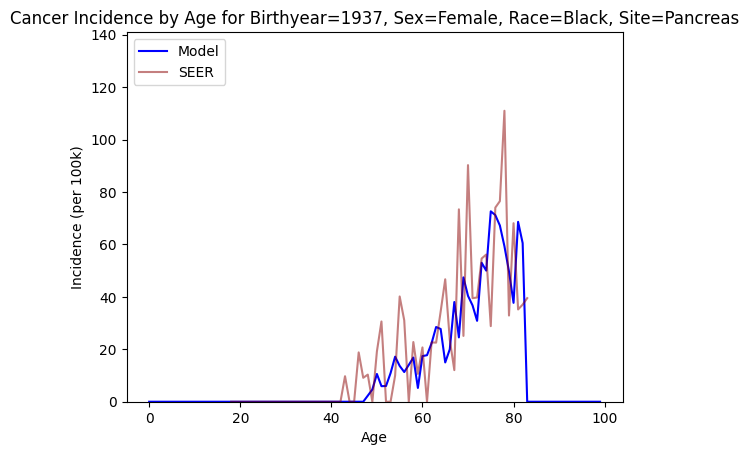 Cancer Incidence by Age for Birthyear=1937, Sex=Female, Race=Black, Site=Pancreas
140
120
100
80
60
40
20
0
Incidence (per 100k)
Model
SEER
0 20 40 60 80 100
Age